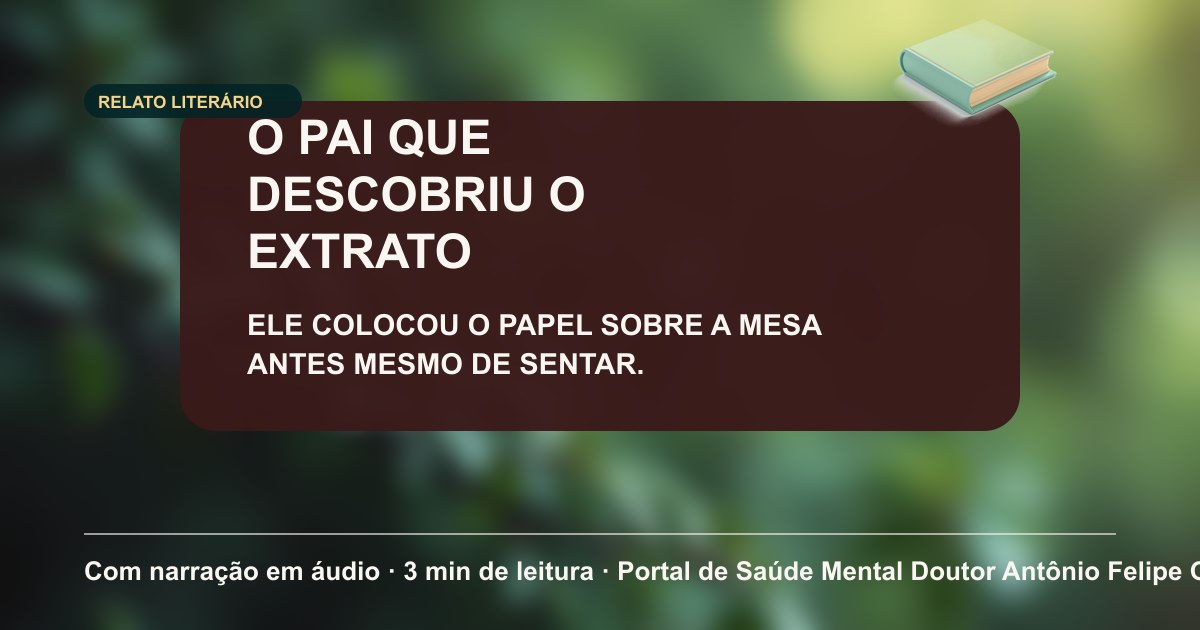 RELATO LITERÁRIO
O PAI QUE
DESCOBRIU O
EXTRATO
ELE COLOCOU O PAPEL SOBRE A MESA
ANTES MESMO DE SENTAR.
Com narração em áudio · 3 min de leitura · Portal de Saúde Mental Doutor Antônio Felipe